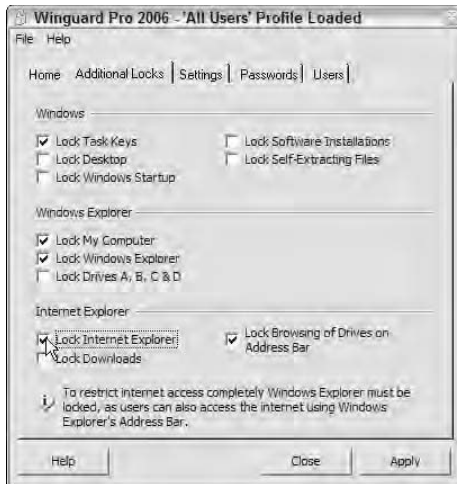 Winguard Pro 2006 - 'All Users' Profile Loaded
File Help
Home Additional Locks Settings Passwords Users
Windows
Lock Task Keys Lock Software Installations
Lock Desktop Lock Self-Extracting Files
Lock Windows Startup
Windows Explorer
Lock My Computer
Lock Windows Explorer
Lock Drives A, B, C & D
Internet Explorer
Lock Internet Explorer
Lock Downloads
Lock Browsing of Drives on
Address Bar
To restrict internet access completely Windows Explorer must be
locked, as users can also access the internet using Windows
Explorer's Address Bar.
Help Close Apply